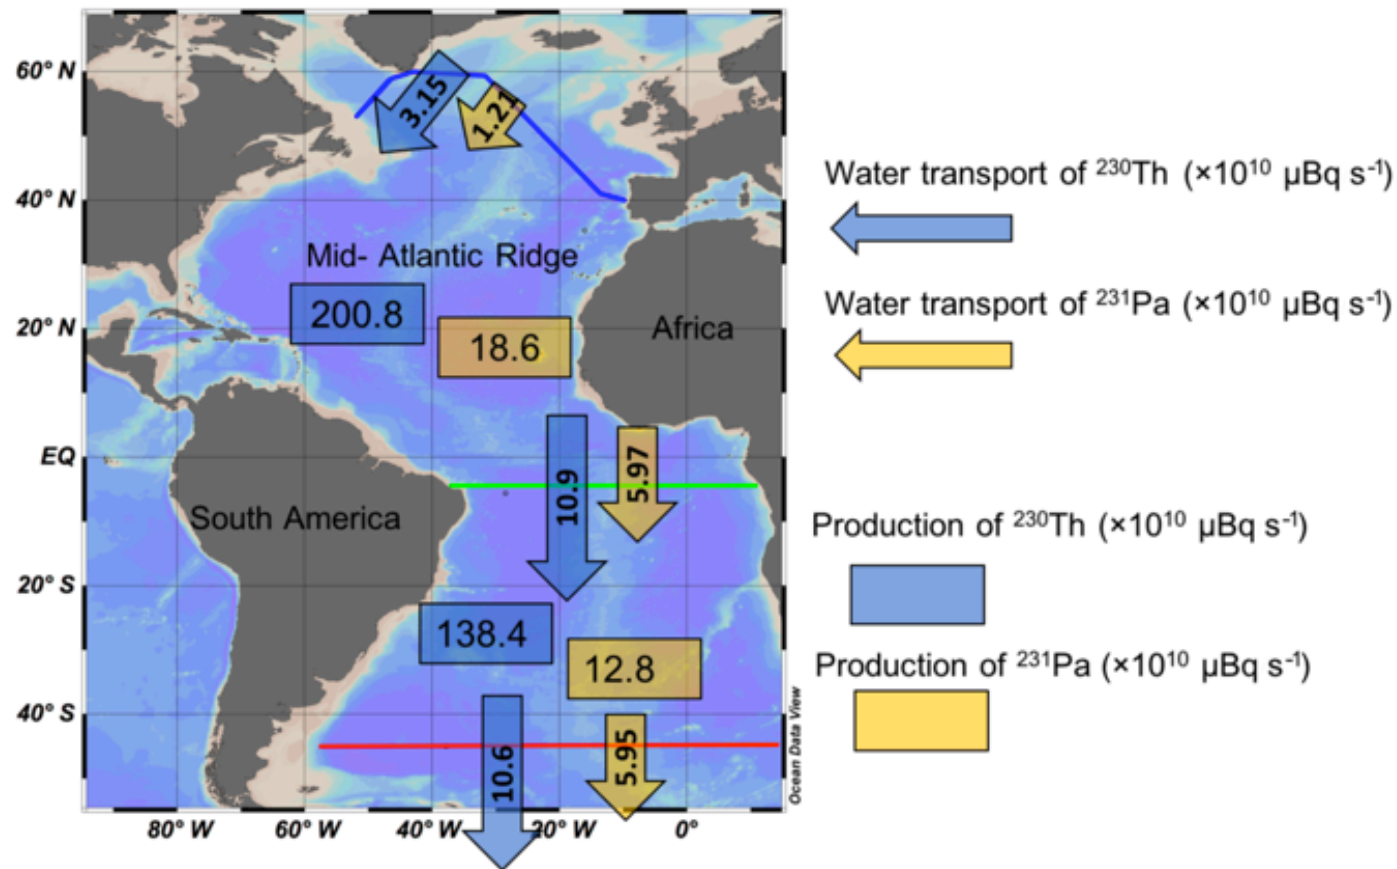 60° N
40° N
20° N
EQ
20° S
40° S
80° W
60° W
40° W
20° W
0°
3.15
1.21
Mid- Atlantic Ridge
200.8
18.6
Africa
10.9
5.97
South America
138.4
12.8
10.6
5.95
Ocean Data View
Water transport of ²³⁰Th (×10¹⁰ µBq s⁻¹)
Water transport of ²³¹Pa (×10¹⁰ µBq s⁻¹)
Production of ²³⁰Th (×10¹⁰ µBq s⁻¹)
Production of ²³¹Pa (×10¹⁰ µBq s⁻¹)